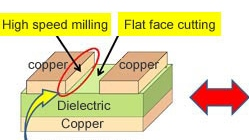 High speed milling
Flat face cutting
copper
copper
Dielectric
Copper